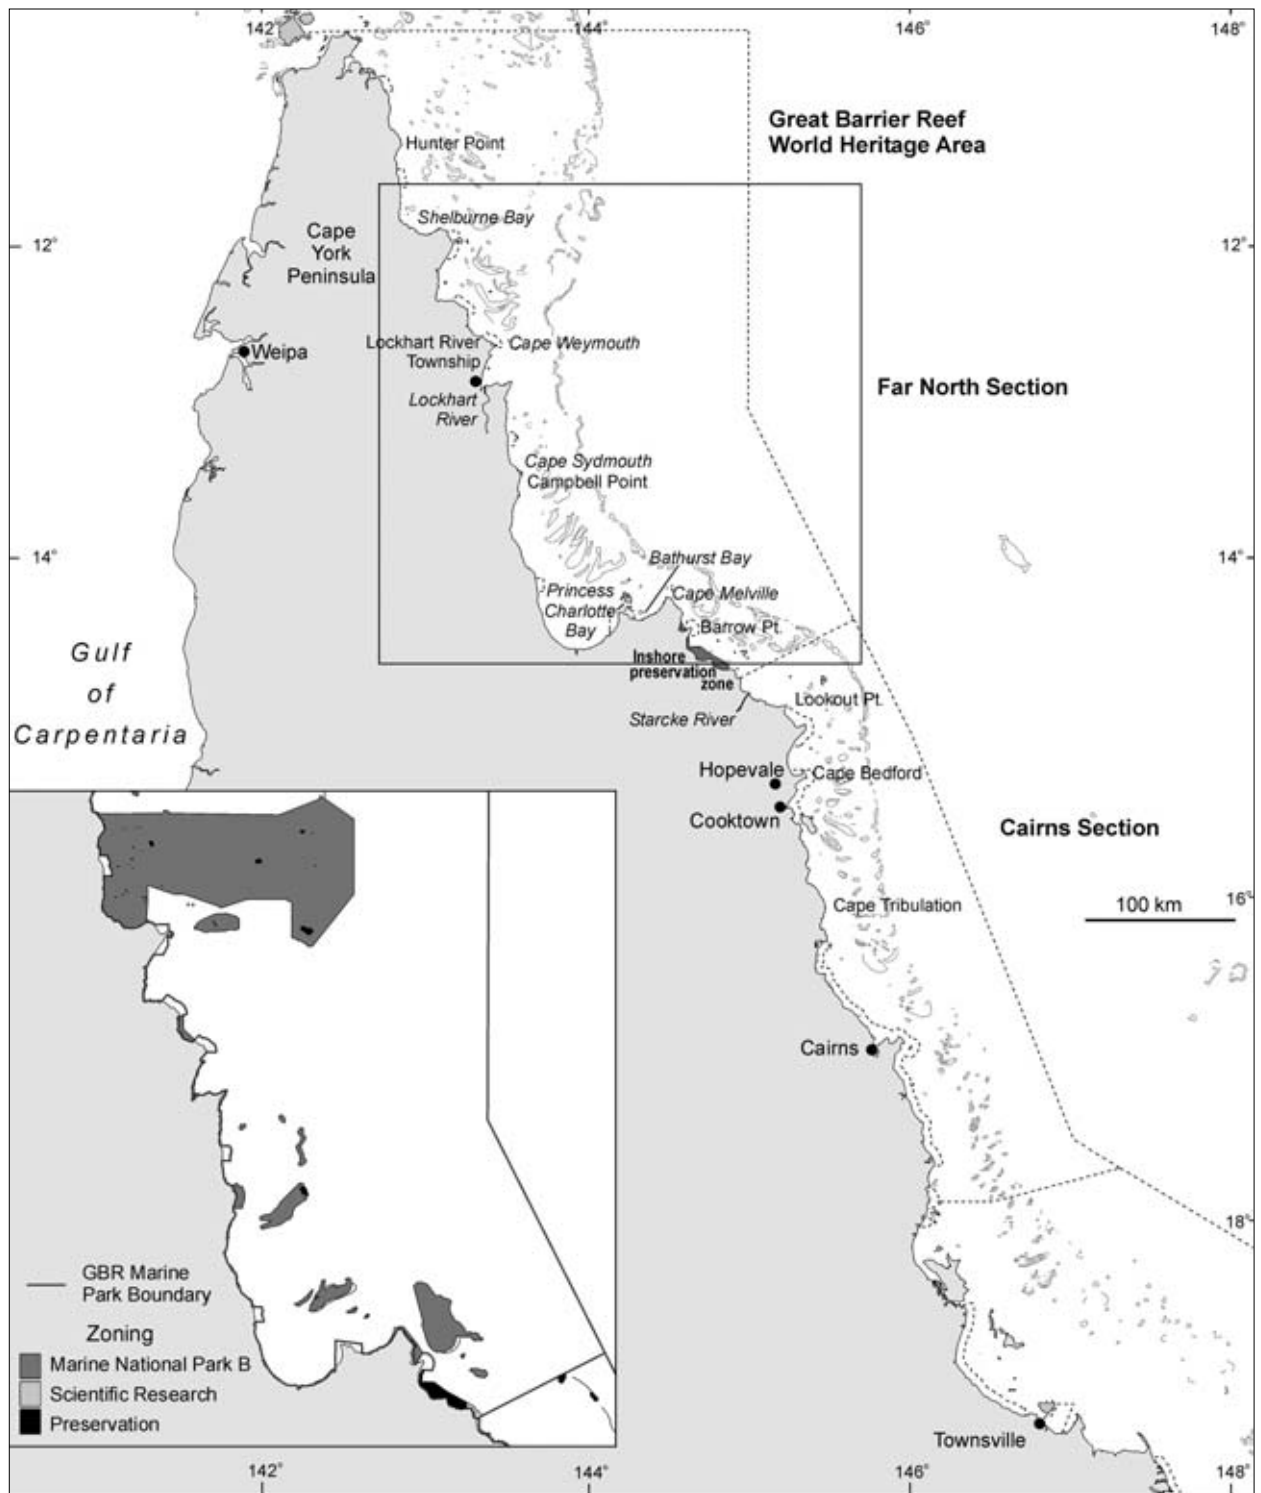 142°
144°
146°
148°
Great Barrier Reef
World Heritage Area
Hunter Point
Shelburne Bay
Cape
York
Peninsula
12°
12°
Lockhart River
Township
Cape Weymouth
Weipa
Far North Section
Lockhart
River
Cape Sydmouth
Campbell Point
14°
14°
Bathurst Bay
Princess
Charlotte
Bay
Cape Melville
Barrow Pt.
Gulf
of
Carpentaria
Inshore
preservation
zone
Lookout Pt.
Starcke River
Hopevale
Cape Bedford
Cooktown
Cairns Section
Cape Tribulation
100 km
16°
Cairns
18°
GBR Marine
Park Boundary
Zoning
Marine National Park B
Scientific Research
Preservation
Townsville
142°
144°
146°
148°